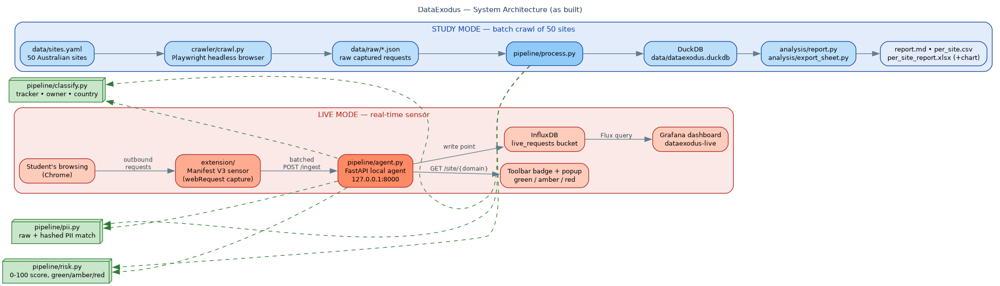 DataExodus — System Architecture (as built)
STUDY MODE — batch crawl of 50 sites
data/sites.yaml
50 Australian sites
crawler/crawl.py
Playwright headless browser
data/raw/*.json
raw captured requests
pipeline/process.py
DuckDB
data/dataexodus.duckdb
analysis/report.py
analysis/export_sheet.py
report.md • per_site.csv
per_site_report.xlsx (+chart)
pipeline/classify.py
tracker • owner • country
LIVE MODE — real-time sensor
Student's browsing
(Chrome)
outbound
requests
extension/
Manifest V3 sensor
(webRequest capture)
batched
POST /ingest
pipeline/agent.py
FastAPI local agent
127.0.0.1:8000
write point
GET /site/{domain}
InfluxDB
live_requests bucket
Flux query
Grafana dashboard
dataexodus-live
Toolbar badge + popup
green / amber / red
pipeline/pii.py
raw + hashed PII match
pipeline/risk.py
0-100 score, green/amber/red